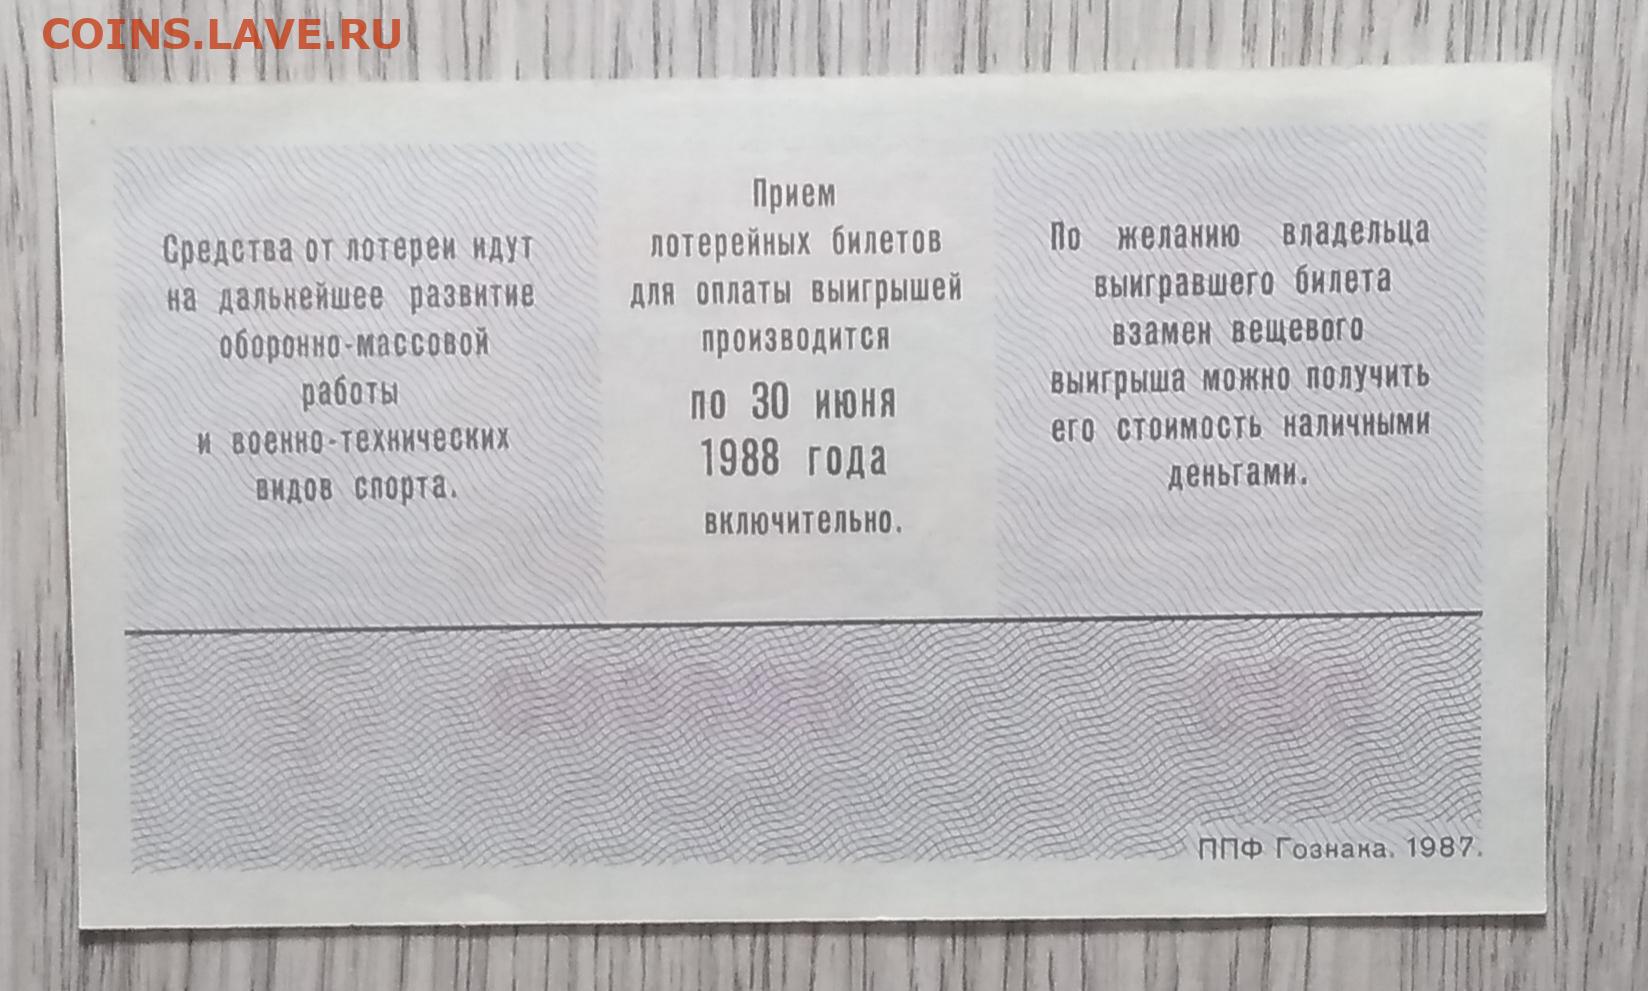 COINS.LAVE.RU
Средства от лотереи идут
на дальнейшее развитие
оборонно-массовой
работы
и военно-технических
видов спорта.
Прием
лотерейных билетов
для оплаты выигрышей
производится
по 30 июня
1988 года
включительно.
По желанию владельца
выигравшего билета
взамен вещевого
выигрыша можно получить
его стоимость наличными
деньгами.
ППФ Гознака. 1987.